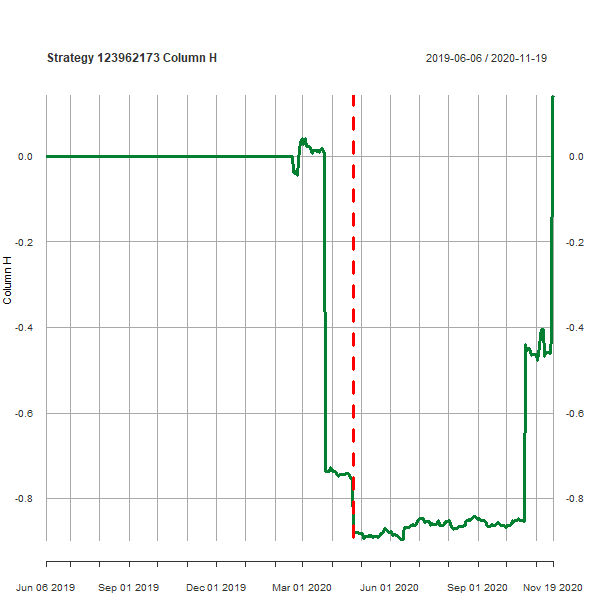 Strategy 123962173 Column H
2019-06-06 / 2020-11-19
0.0
0.0
-0.2
-0.2
-0.4
-0.4
-0.6
-0.6
-0.8
-0.8
Column H
Jun 06 2019
Sep 01 2019
Dec 01 2019
Mar 01 2020
Jun 01 2020
Sep 01 2020
Nov 19 2020